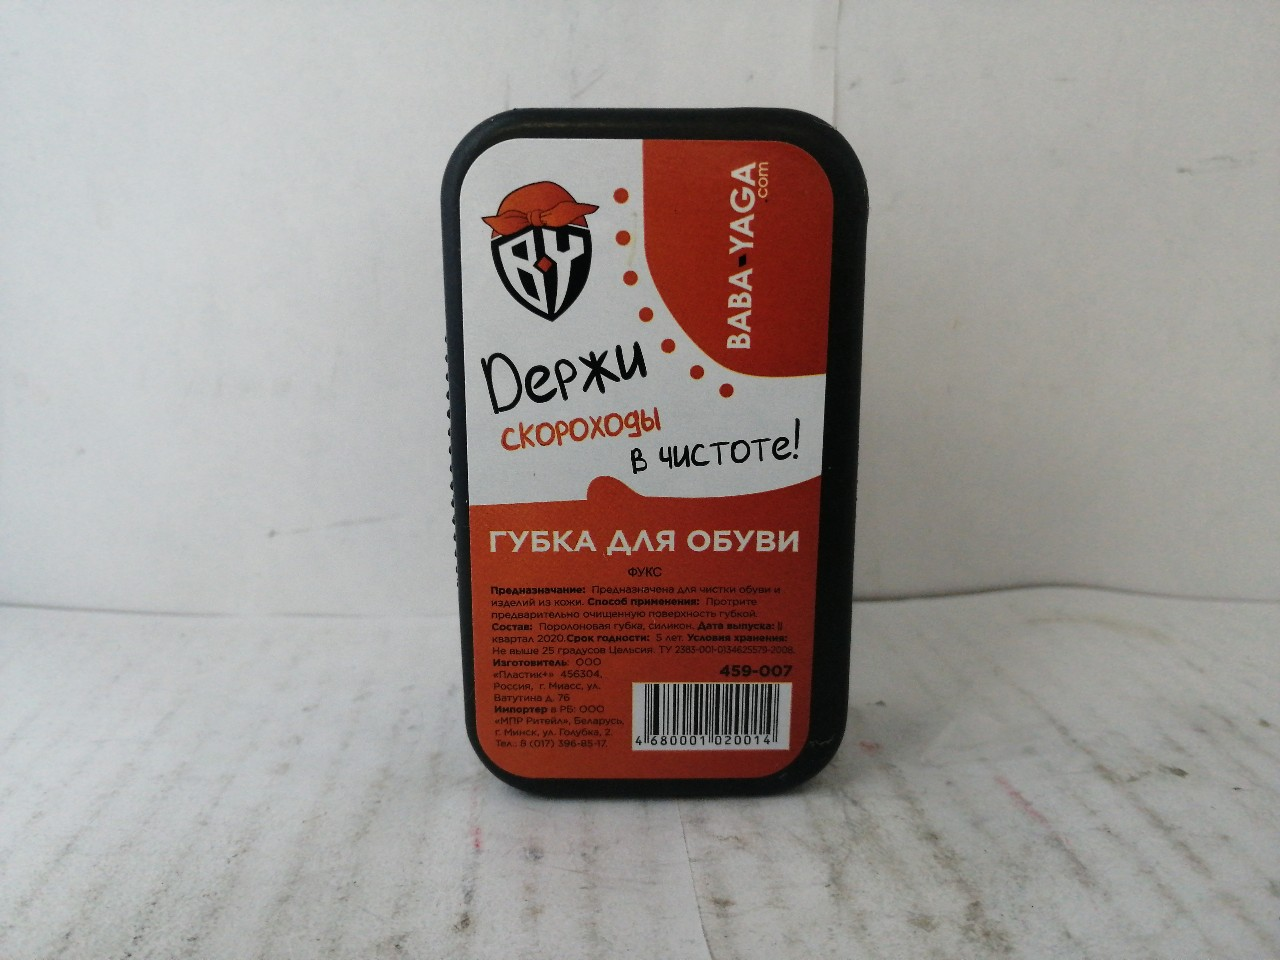 BY
BABA-YAGA
.com
Держи
скороходы
в чистоте!
ГУБКА ДЛЯ ОБУВИ
ФУКС
Предназначание: Предназначена для чистки обуви и
изделий из кожи. Способ применения: Протрите
предварительно очищенную поверхность губкой.
Состав: Поролоновая губка, силикон. Дата выпуска: II
квартал 2020. Срок годности: 5 лет. Условия хранения:
Не выше 25 градусов Цельсия. ТУ 2383-001-0134625579-2008.
Изготовитель: ООО
«Пластик+» 456304,
Россия, г. Миасс, ул.
Ватутина д. 76
Импортер в РБ: ООО
«МПР Ритейл», Беларусь,
г. Минск, ул. Голубка, 2.
Тел.: 8 (017) 396-85-17.
459-007
4 680001 020014